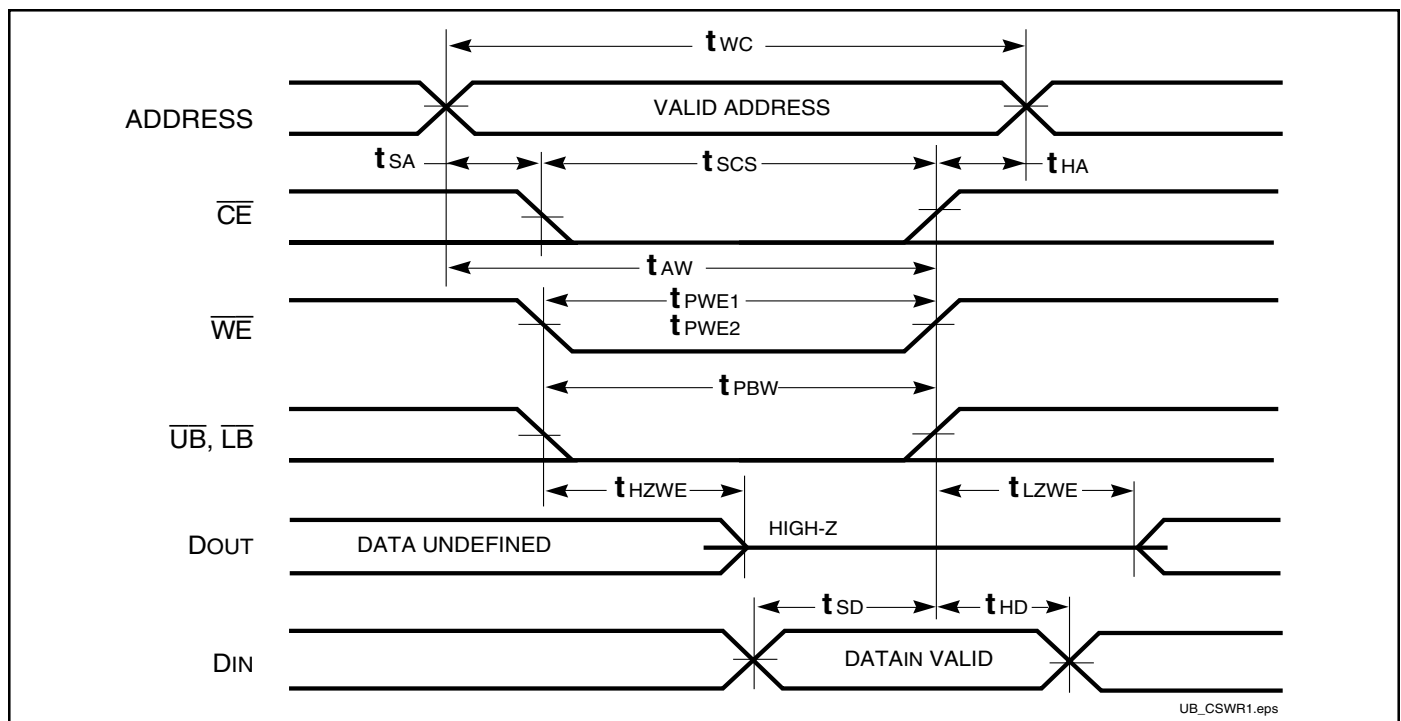 tWC
ADDRESS VALID ADDRESS
tSA tSCS tHA
CE
tAW
tPWE1
WE tPWE2
tPBW
UB, LB
tHZWE tLZWE
DOUT DATA UNDEFINED HIGH-Z
tSD tHD
DIN DATAIN VALID
UB_CSWR1.eps